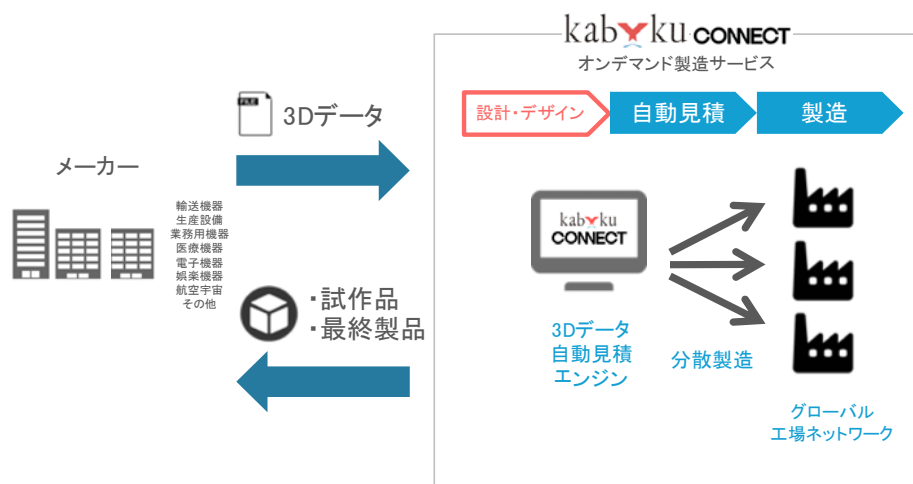 kabuku CONNECT
オンデマンド製造サービス
設計・デザイン
自動見積
製造
FILE
3Dデータ
メーカー
輸送機器
生産設備
業務用機器
医療機器
電子機器
娯楽機器
航空宇宙
その他
・試作品
・最終製品
kabuku
CONNECT
3Dデータ
自動見積
エンジン
分散製造
グローバル
工場ネットワーク